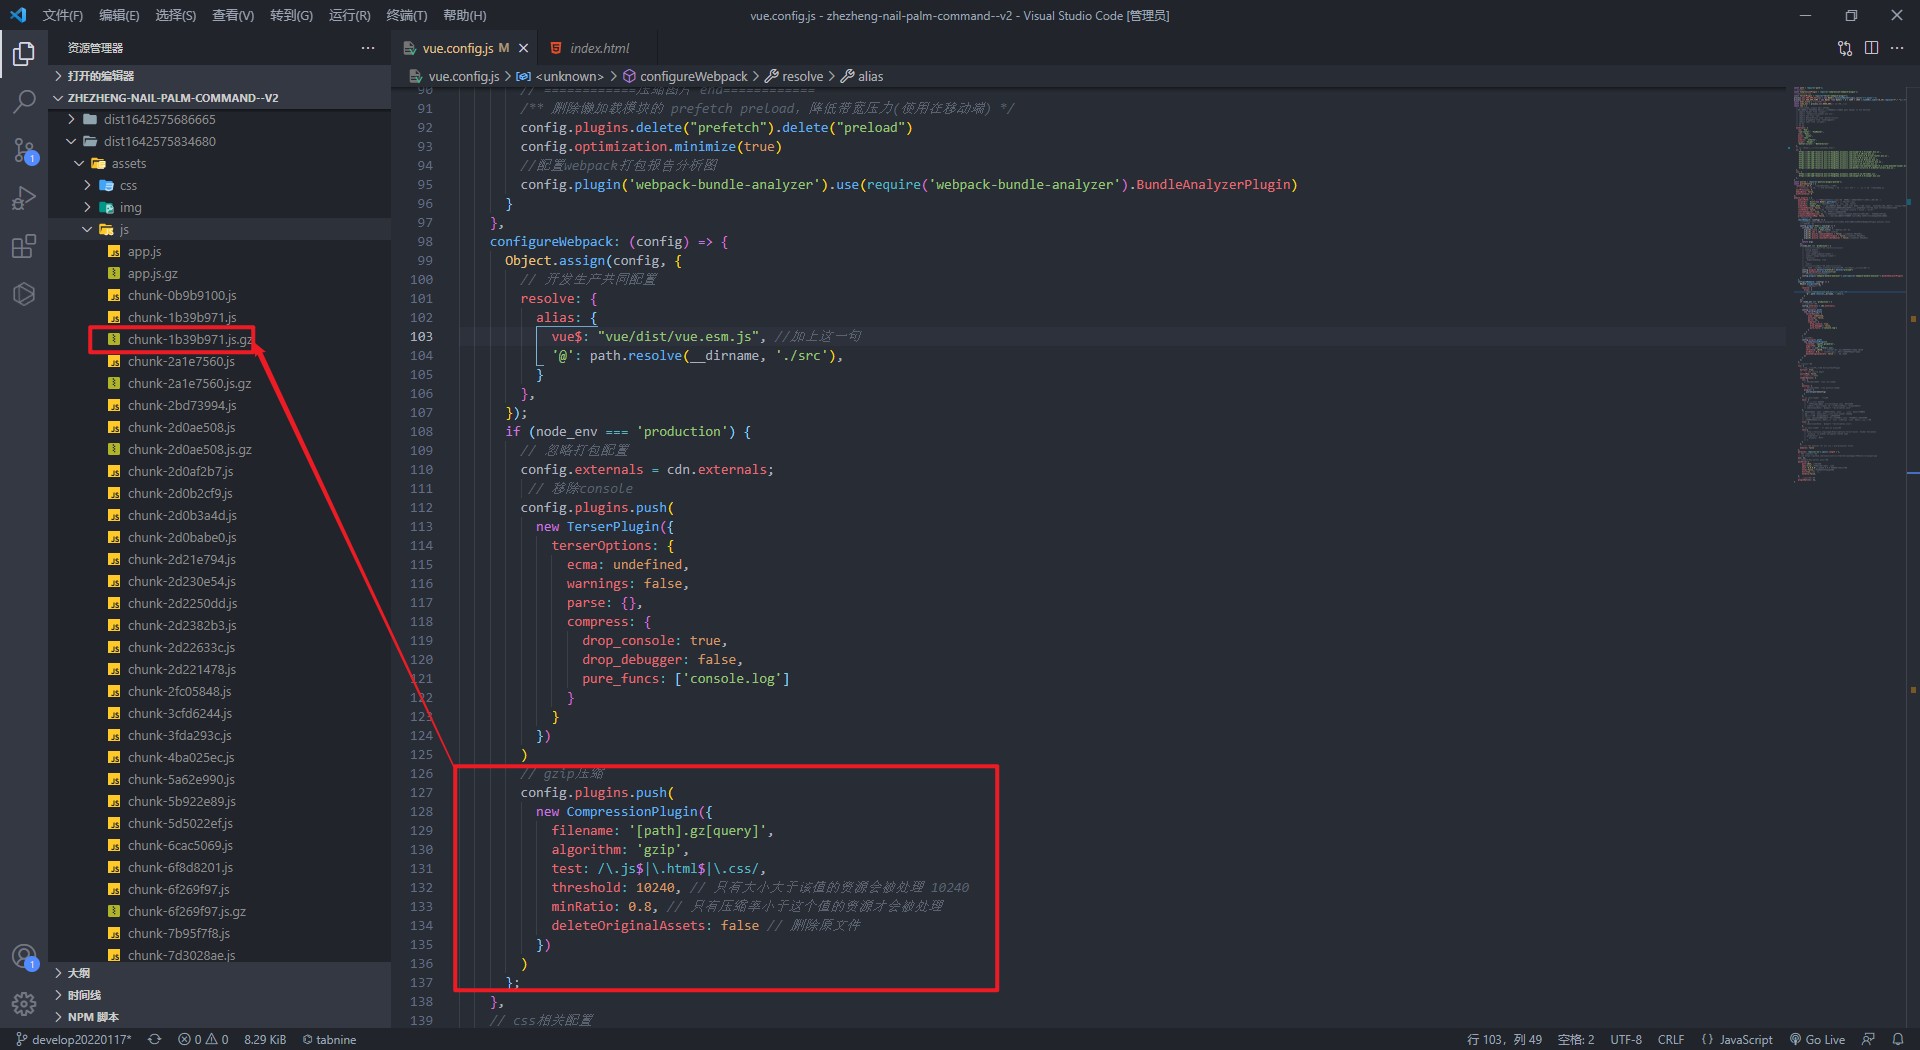 文件(F) 编辑(E) 选择(S) 查看(V) 转到(G) 运行(R) 终端(T) 帮助(H)
vue.config.js - zhezheng-nail-palm-command--v2 - Visual Studio Code [管理员]
资源管理器
打开的编辑器
ZHEZHENG-NAIL-PALM-COMMAND--V2
dist1642575686665
dist1642575834680
assets
css
img
js
app.js
app.js.gz
chunk-0b9b9100.js
chunk-1b39b971.js
chunk-1b39b971.js.gz
chunk-2a1e7560.js
chunk-2a1e7560.js.gz
chunk-2bd73994.js
chunk-2d0ae508.js
chunk-2d0ae508.js.gz
chunk-2d0af2b7.js
chunk-2d0b2cf9.js
chunk-2d0b3a4d.js
chunk-2d0babe0.js
chunk-2d21e794.js
chunk-2d230e54.js
chunk-2d2250dd.js
chunk-2d2382b3.js
chunk-2d22633c.js
chunk-2d221478.js
chunk-2fc05848.js
chunk-3cfd6244.js
chunk-3fda293c.js
chunk-4ba025ec.js
chunk-5a62e990.js
chunk-5b922e89.js
chunk-5d5022ef.js
chunk-6cac5069.js
chunk-6f8d8201.js
chunk-6f269f97.js
chunk-6f269f97.js.gz
chunk-7b95f7f8.js
chunk-7d3028ae.js
大纲
时间线
NPM 脚本
1
1
vue.config.js M
index.html
vue.config.js > <unknown> > configureWebpack > resolve > alias
90 // ============压缩图片 end============
91 /** 删除懒加载模块的 prefetch preload，降低带宽压力(使用在移动端) */
92 config.plugins.delete("prefetch").delete("preload")
93 config.optimization.minimize(true)
94 //配置webpack打包报告分析图
95 config.plugin('webpack-bundle-analyzer').use(require('webpack-bundle-analyzer').BundleAnalyzerPlugin)
96 }
97 },
98 configureWebpack: (config) => {
99 Object.assign(config, {
100 // 开发生产共同配置
101 resolve: {
102 alias: {
103 vue$: "vue/dist/vue.esm.js", //加上这一句
104 '@': path.resolve(__dirname, './src'),
105 }
106 },
107 });
108 if (node_env === 'production') {
109 // 忽略打包配置
110 config.externals = cdn.externals;
111 // 移除console
112 config.plugins.push(
113 new TerserPlugin({
114 terserOptions: {
115 ecma: undefined,
116 warnings: false,
117 parse: {},
118 compress: {
119 drop_console: true,
120 drop_debugger: false,
121 pure_funcs: ['console.log']
122 }
123 }
124 })
125 )
126 // gzip压缩
127 config.plugins.push(
128 new CompressionPlugin({
129 filename: '[path].gz[query]',
130 algorithm: 'gzip',
131 test: /\.js$|\.html$|\.css/,
132 threshold: 10240, // 只有大小大于该值的资源会被处理 10240
133 minRatio: 0.8, // 只有压缩率小于这个值的资源才会被处理
134 deleteOriginalAssets: false // 删除原文件
135 })
136 )
137 };
138 },
139 // css相关配置
develop20220117* 0 0 8.29 KiB tabnine
行 103，列 49 空格: 2 UTF-8 CRLF {} JavaScript Go Live